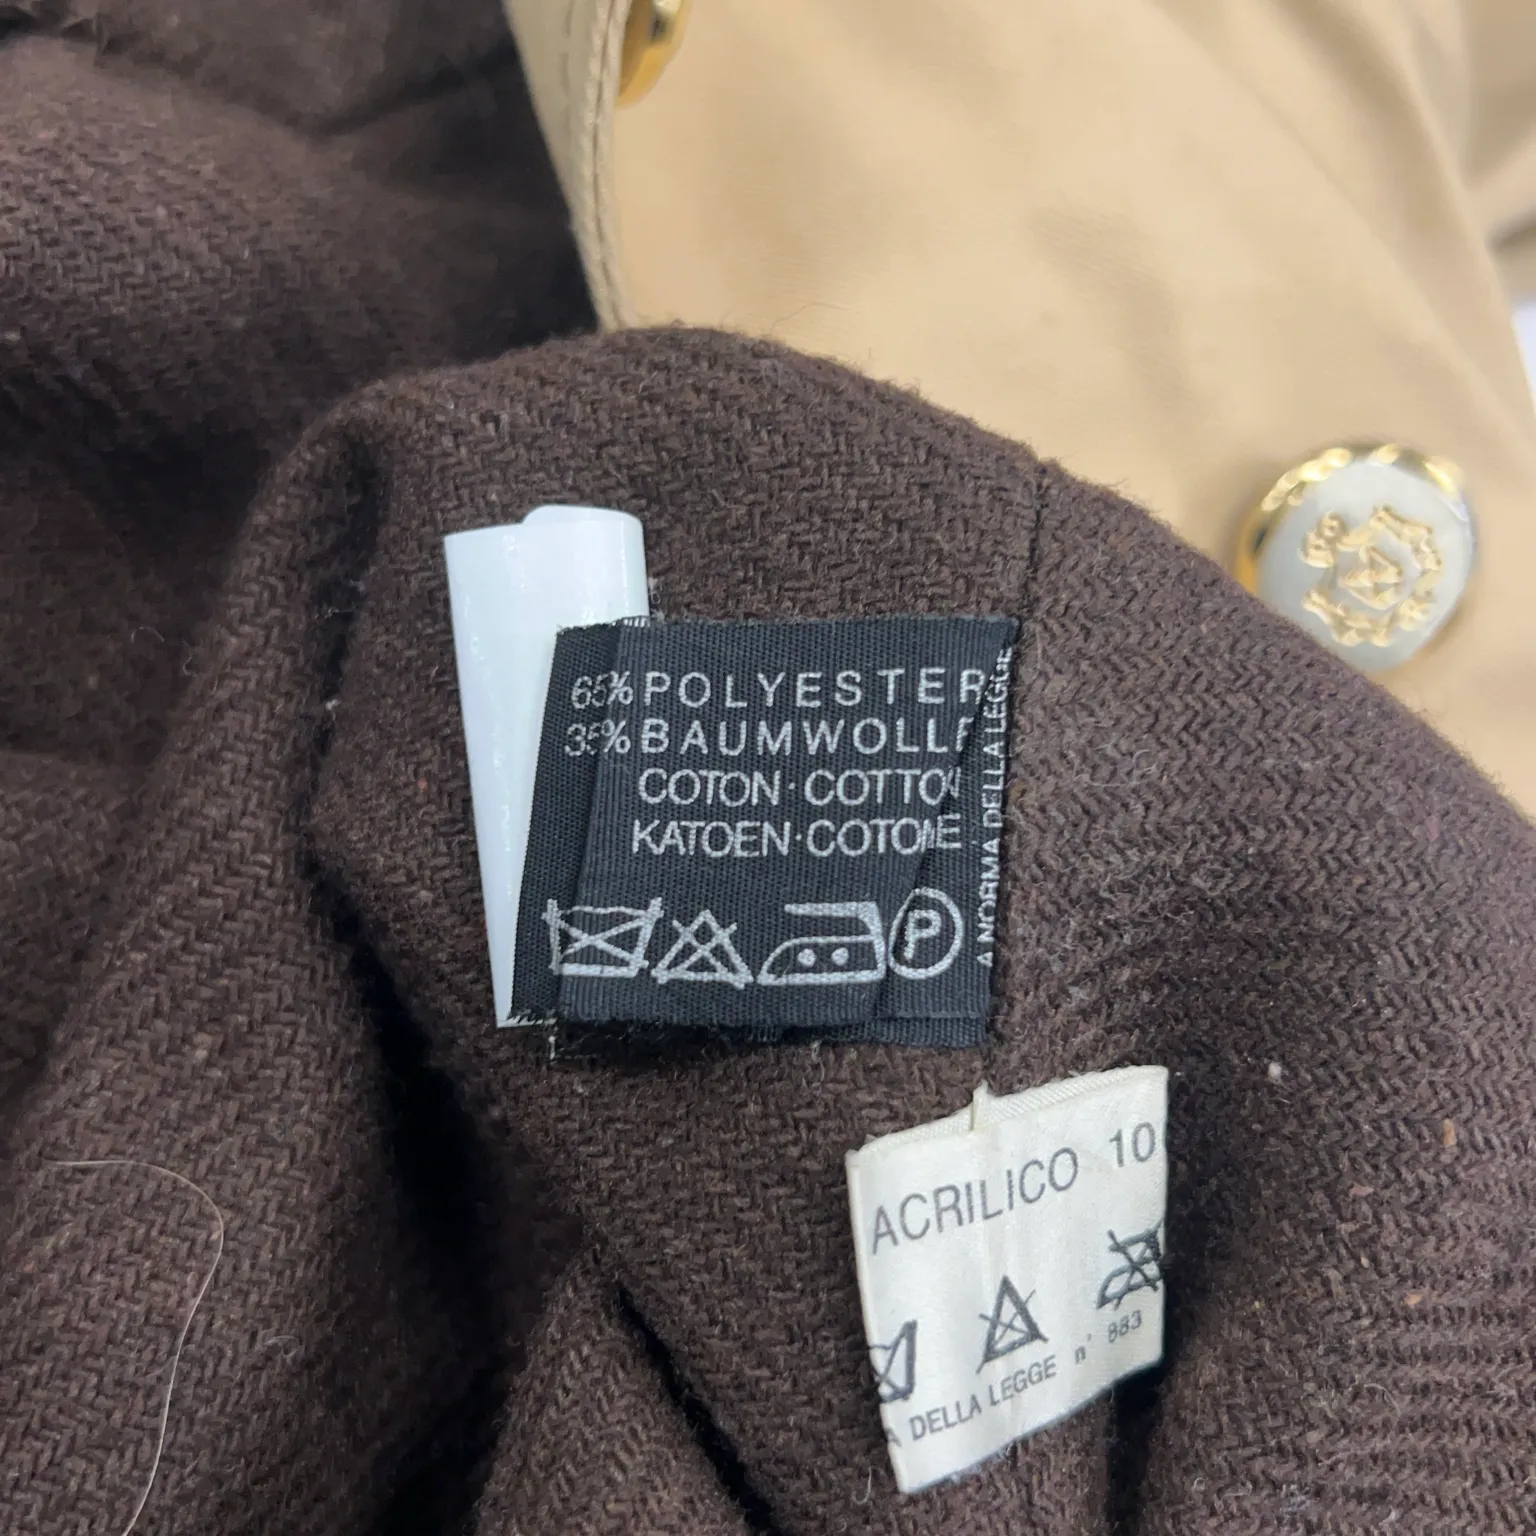 65% POLYESTER
35% BAUMWOLLE
COTON·COTTON
KATOEN·COTONE
P
A NORMA DELLA LEGGE
ACRILICO 10
A DELLA LEGGE n° 883